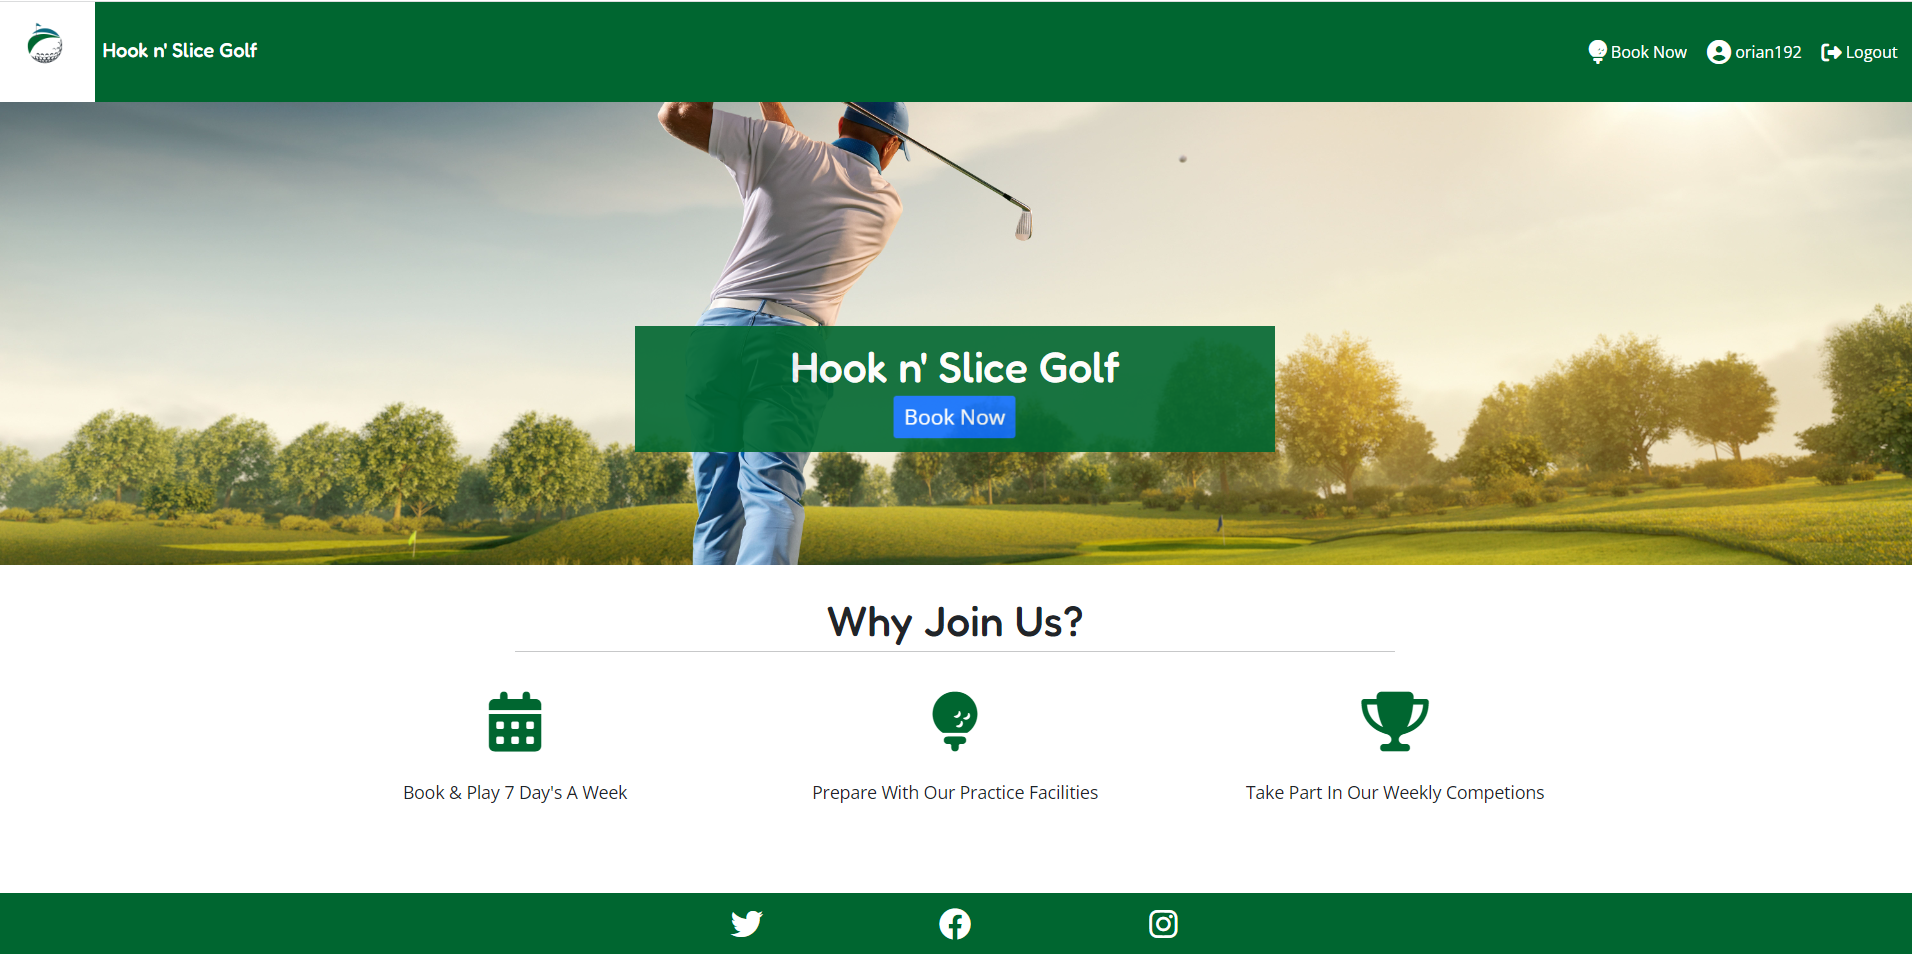 Hook n' Slice Golf
Book Now
orian192
Logout
Hook n' Slice Golf
Book Now
Why Join Us?
Book & Play 7 Day's A Week
Prepare With Our Practice Facilities
Take Part In Our Weekly Competions